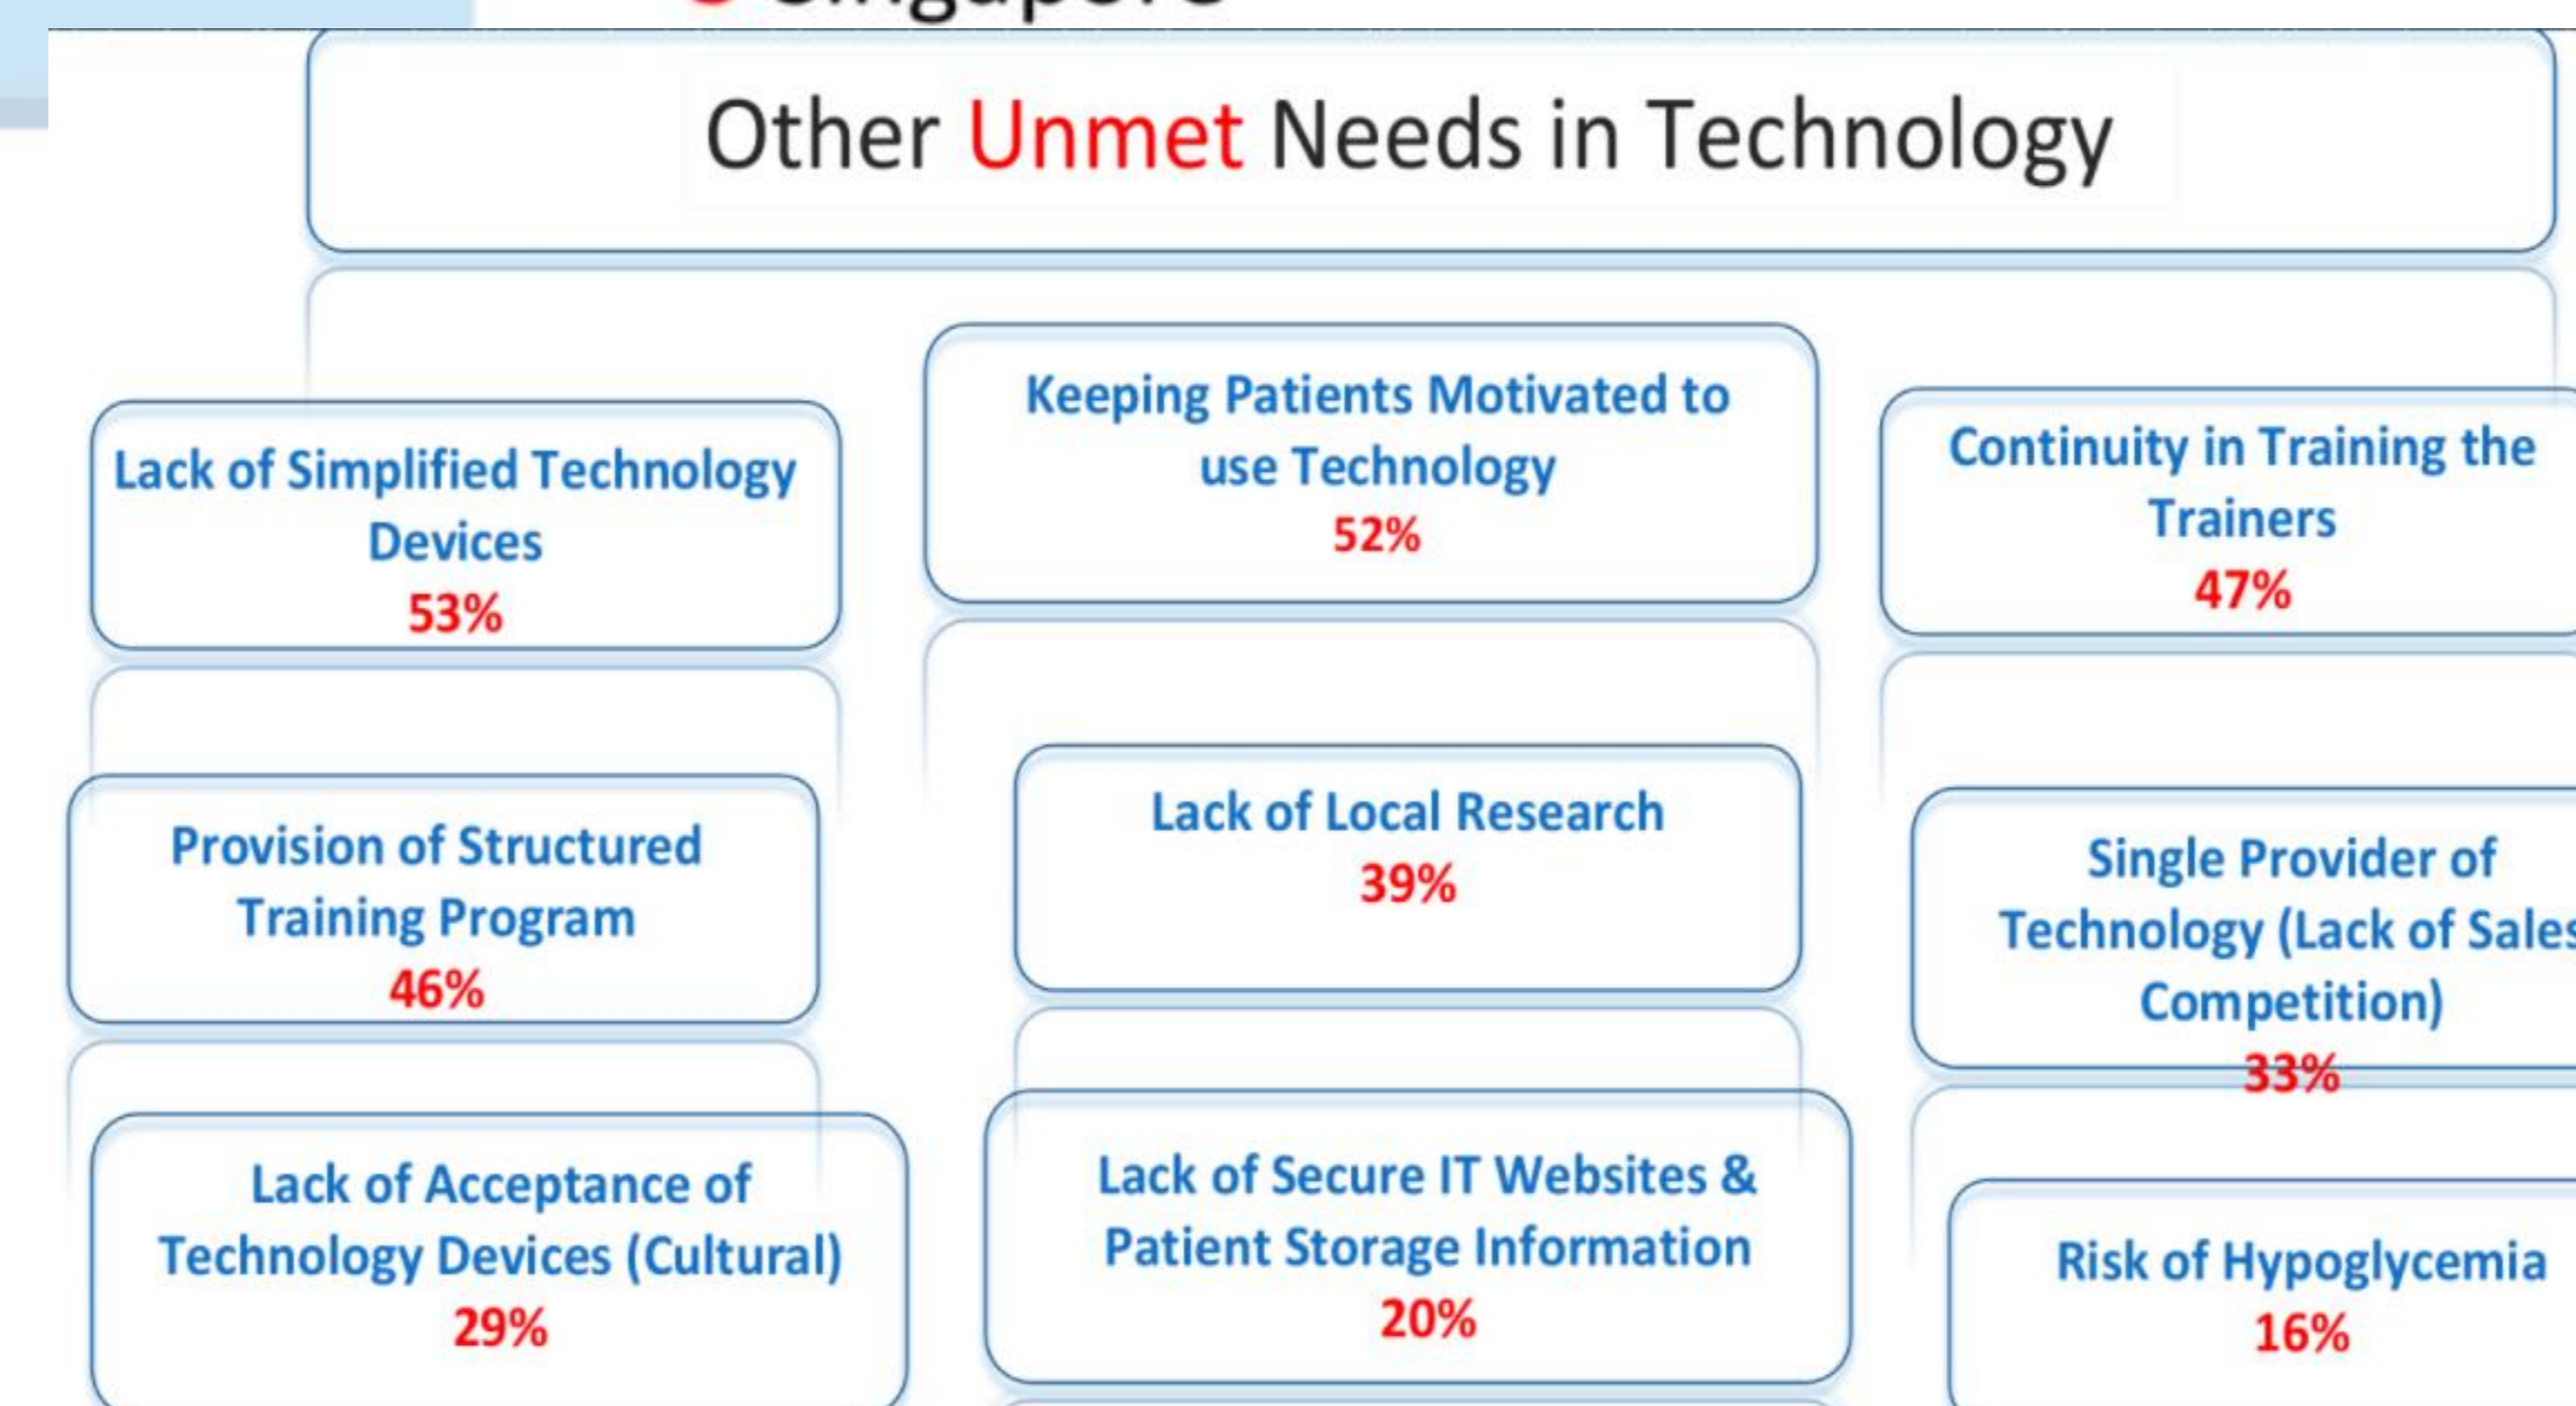 Singapore
Other Unmet Needs in Technology
Lack of Simplified Technology
Devices
53%
Keeping Patients Motivated to
use Technology
52%
Continuity in Training the
Trainers
47%
Provision of Structured
Training Program
46%
Lack of Local Research
39%
Single Provider of
Technology (Lack of Sales
Competition)
33%
Lack of Acceptance of
Technology Devices (Cultural)
29%
Lack of Secure IT Websites &
Patient Storage Information
20%
Risk of Hypoglycemia
16%